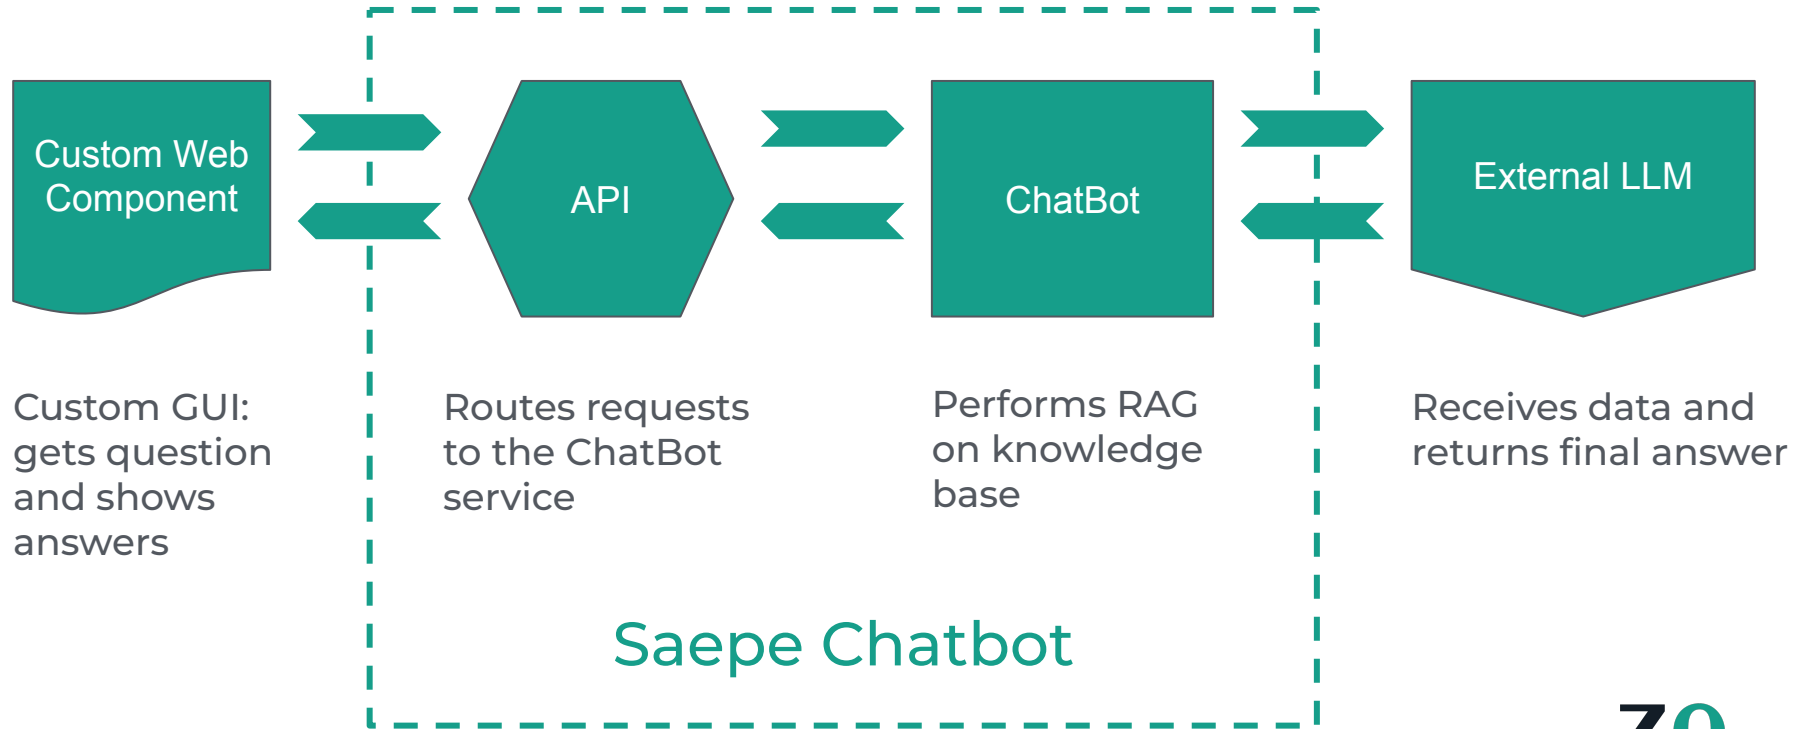 Custom Web
Component
API
ChatBot
External LLM
Custom GUI:
gets question
and shows
answers
Routes requests
to the ChatBot
service
Performs RAG
on knowledge
base
Receives data and
returns final answer
Saepe Chatbot